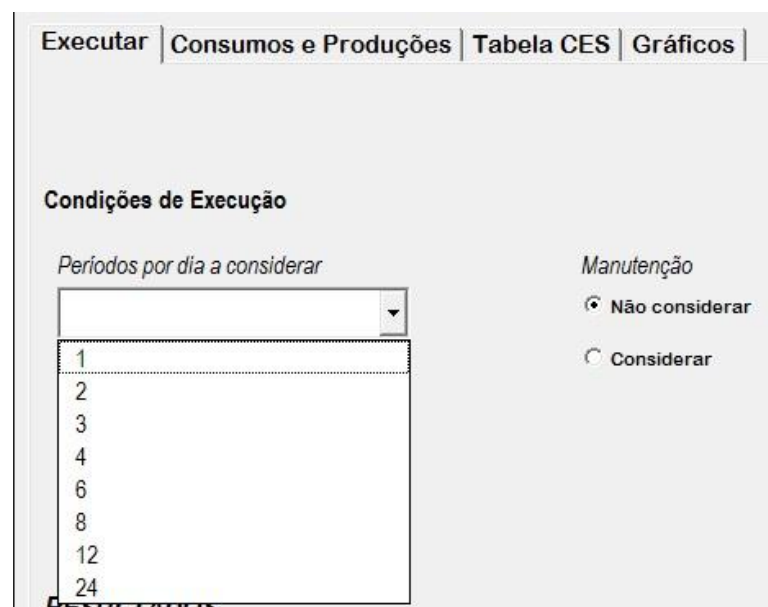 Executar Consumos e Produções Tabela CES Gráficos
Condições de Execução
Períodos por dia a considerar
Manutenção
Não considerar
Considerar
1
2
3
4
6
8
12
24